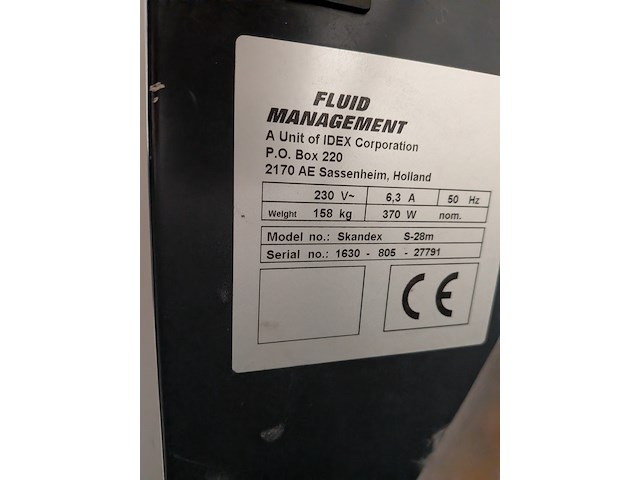 FLUID
MANAGEMENT
A Unit of IDEX Corporation
P.O. Box 220
2170 AE Sassenheim, Holland
230 V~ 6,3 A 50 Hz
Weight 158 kg 370 W nom.
Model no.: Skandex S-28m
Serial no.: 1630 - 805 - 27791
CE